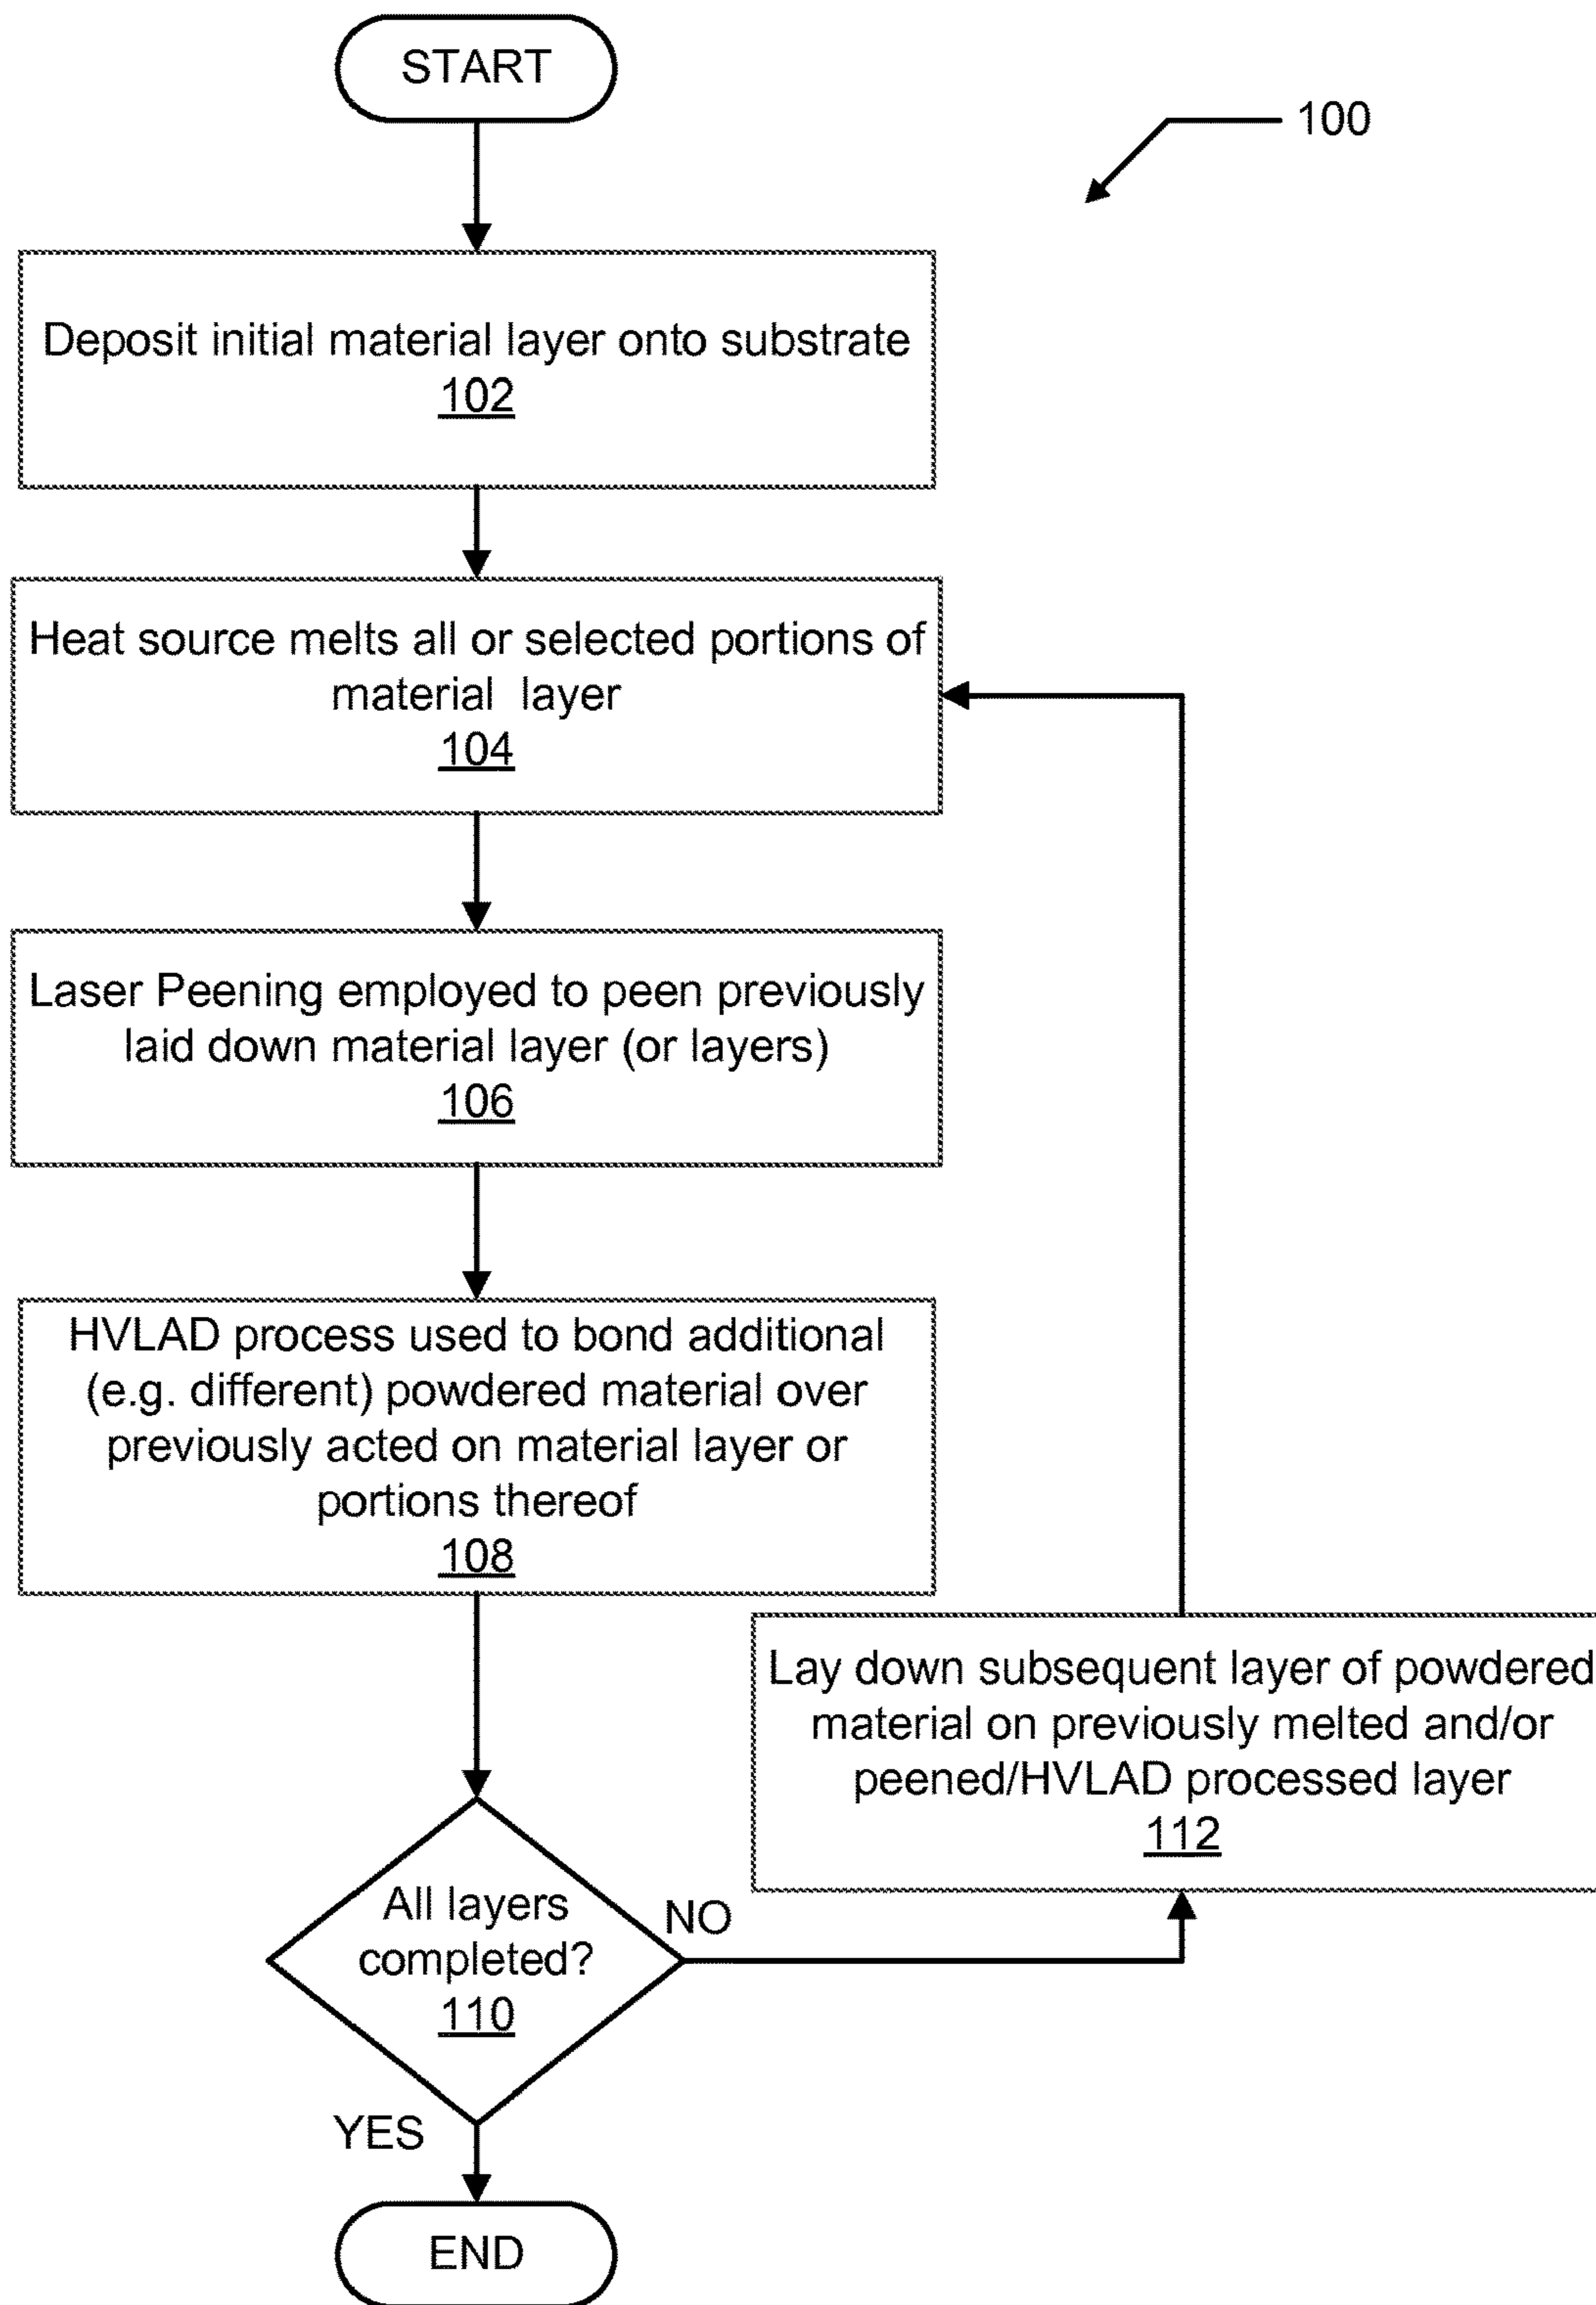 START
100
Deposit initial material layer onto substrate
102
Heat source melts all or selected portions of
material layer
104
Laser Peening employed to peen previously
laid down material layer (or layers)
106
HVLAD process used to bond additional
(e.g. different) powdered material over
previously acted on material layer or
portions thereof
108
Lay down subsequent layer of powdered
material on previously melted and/or
peened/HVLAD processed layer
112
All layers
completed?
110
NO
YES
END